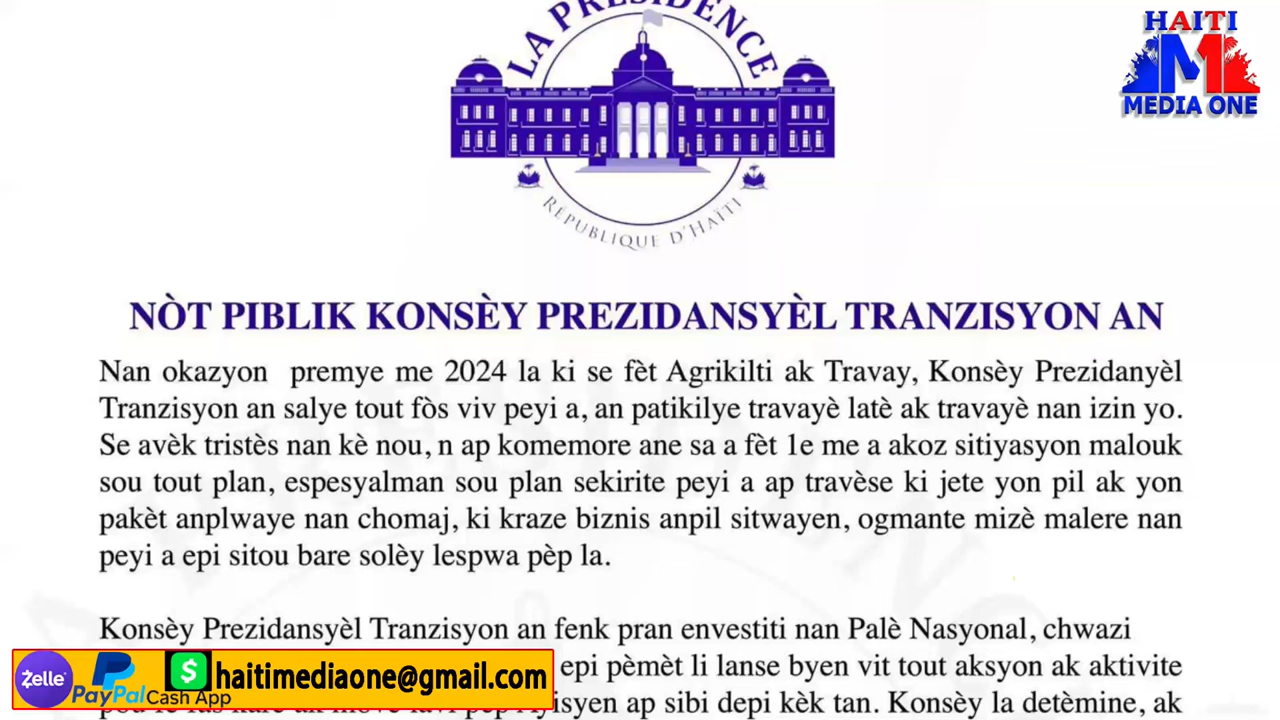 LA PRESIDENCE
RÉPUBLIQUE D'HAÏTI
HAITI
M
MEDIA ONE
NÒT PIBLIK KONSÈY PREZIDANSYÈL TRANZISYON AN
Nan okazyon premye me 2024 la ki se fèt Agrikilti ak Travay, Konsèy Prezidanyèl
Tranzisyon an salye tout fòs viv peyi a, an patikilye travayè latè ak travayè nan izin yo.
Se avèk tristès nan kè nou, n ap komemore ane sa a fèt 1e me a akoz sitiyasyon malouk
sou tout plan, espesyalman sou plan sekirite peyi a ap travèse ki jete yon pil ak yon
pakèt anplwaye nan chomaj, ki kraze biznis anpil sitwayen, ogmante mizè malere nan
peyi a epi sitou bare solèy lespwa pèp la.
Konsèy Prezidansyèl Tranzisyon an fenk pran envestiti nan Palè Nasyonal, chwazi
epi pèmèt li lanse byen vit tout aksyon ak aktivite
ap sibi depi kèk tan. Konsèy la detèmine, ak
Zelle
PayPal
$
Cash App
haitimediaone@gmail.com